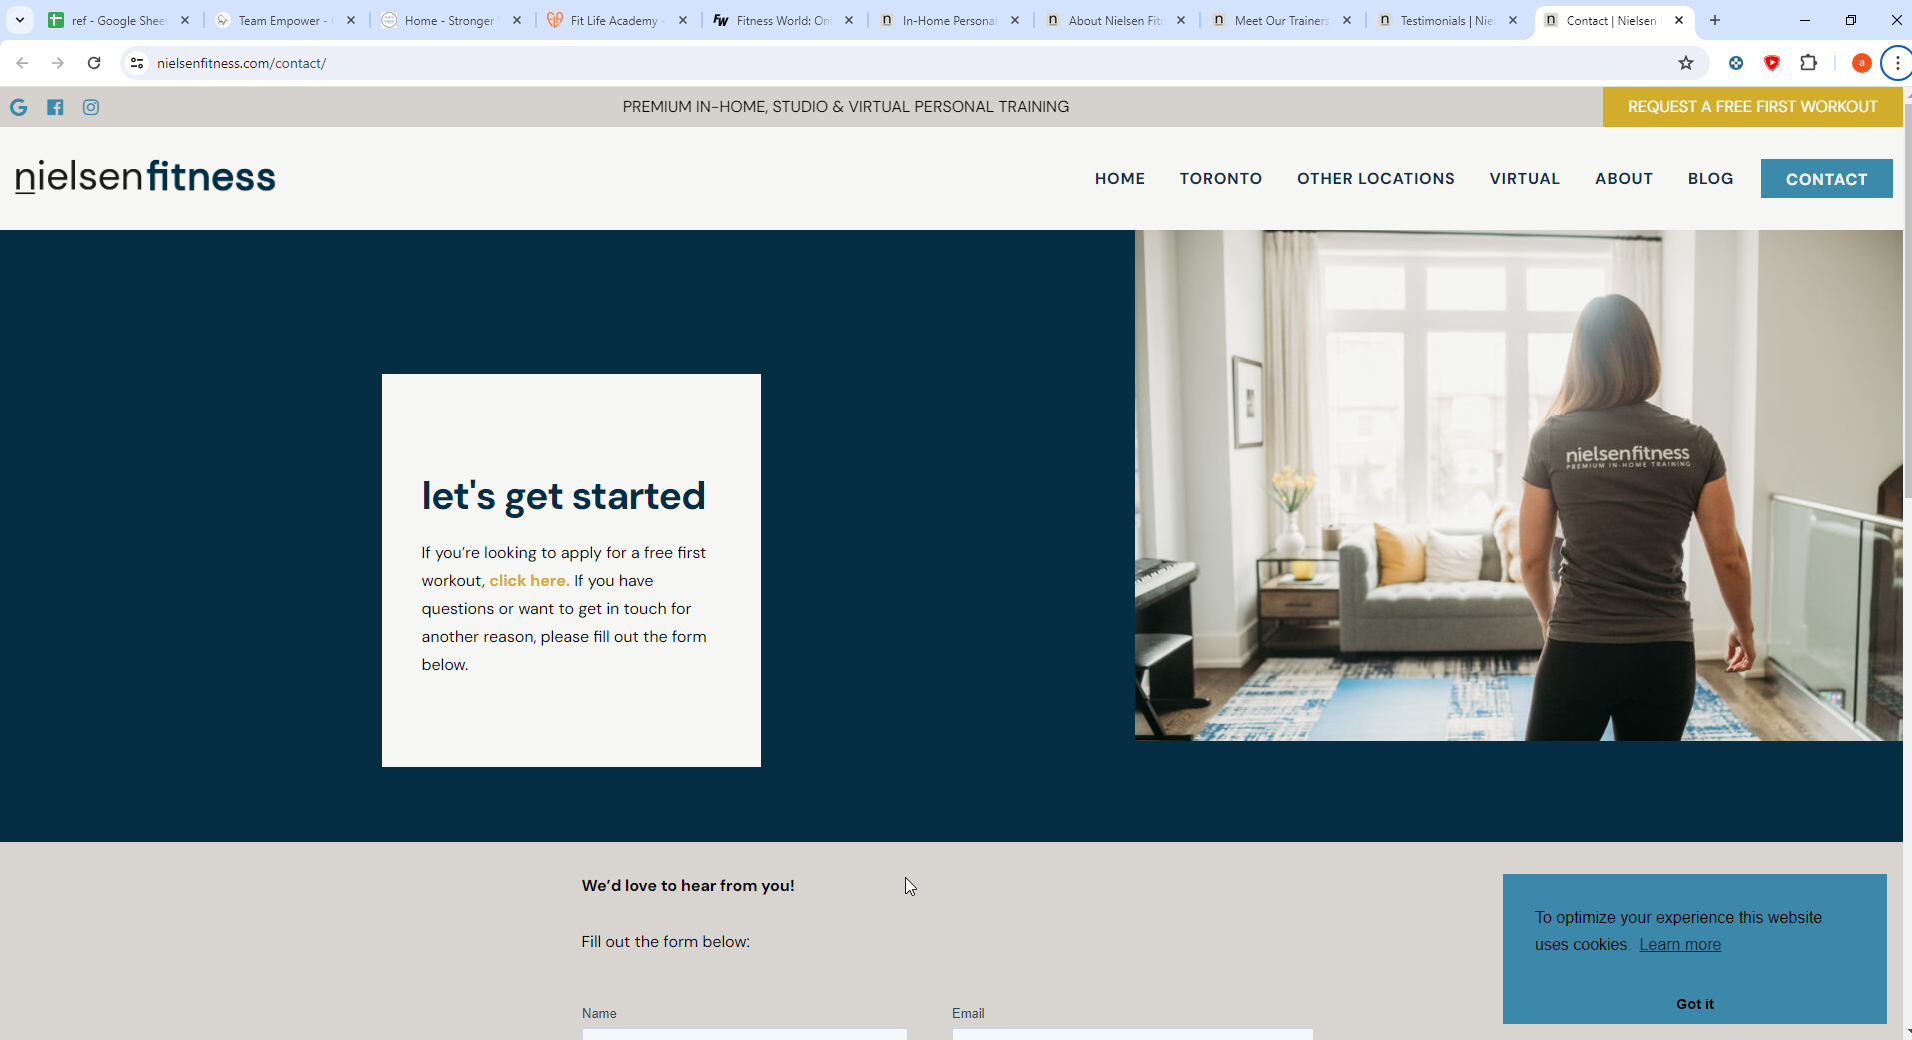 ref - Google Shee
Team Empower -
Home - Stronger
Fit Life Academy -
Fitness World: Onl
In-Home Personal
About Nielsen Fitn
Meet Our Trainers
Testimonials | Niel
Contact | Nielsen
nielsenfitness.com/contact/
a
PREMIUM IN-HOME, STUDIO & VIRTUAL PERSONAL TRAINING
REQUEST A FREE FIRST WORKOUT
nielsenfitness
HOME TORONTO OTHER LOCATIONS VIRTUAL ABOUT BLOG CONTACT
let's get started
If you’re looking to apply for a free first
workout, click here. If you have
questions or want to get in touch for
another reason, please fill out the form
below.
nielsenfitness
PREMIUM IN-HOME TRAINING
We’d love to hear from you!
Fill out the form below:
Name
Email
To optimize your experience this website
uses cookies. Learn more
Got it